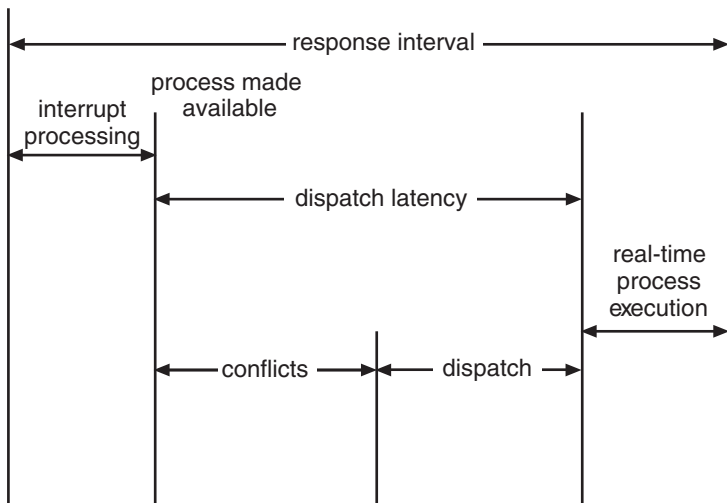 response interval
process made
available
interrupt
processing
dispatch latency
real-time
process
execution
conflicts
dispatch